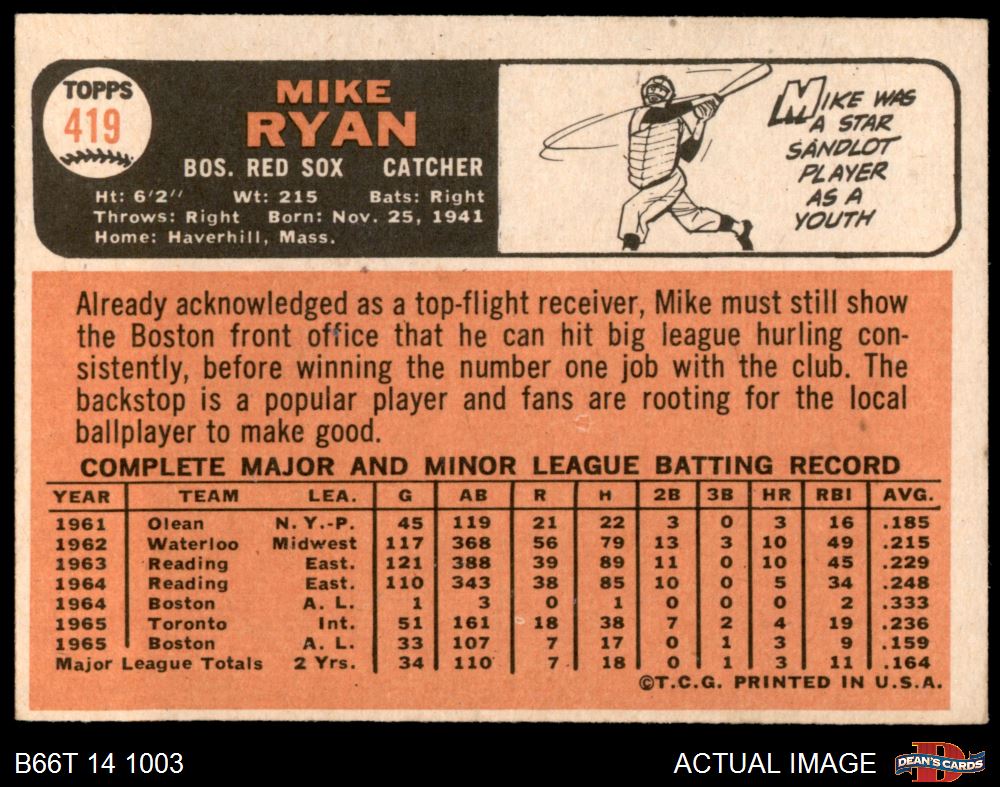 TOPPS
419
MIKE
RYAN
BOS. RED SOX CATCHER
Ht: 6'2" Wt: 215 Bats: Right
Throws: Right Born: Nov. 25, 1941
Home: Haverhill, Mass.
MIKE WAS
A STAR
SANDLOT
PLAYER
AS A
YOUTH
Already acknowledged as a top-flight receiver, Mike must still show
the Boston front office that he can hit big league hurling con-
sistently, before winning the number one job with the club. The
backstop is a popular player and fans are rooting for the local
ballplayer to make good.
COMPLETE MAJOR AND MINOR LEAGUE BATTING RECORD
YEAR TEAM LEA. G AB R H 2B 3B HR RBI AVG.
1961 Olean N.Y.-P. 45 119 21 22 3 0 3 16 .185
1962 Waterloo Midwest 117 368 56 79 13 3 10 49 .215
1963 Reading East. 121 388 39 89 11 0 10 45 .229
1964 Reading East. 110 343 38 85 10 0 5 34 .248
1964 Boston A. L. 1 3 0 1 0 0 0 2 .333
1965 Toronto Int. 51 161 18 38 7 2 4 19 .236
1965 Boston A. L. 33 107 7 17 0 1 3 9 .159
Major League Totals 2 Yrs. 34 110 7 18 0 1 3 11 .164
©T.C.G. PRINTED IN U.S.A.
B66T 14 1003
ACTUAL IMAGE
B
DEAN'S CARDS